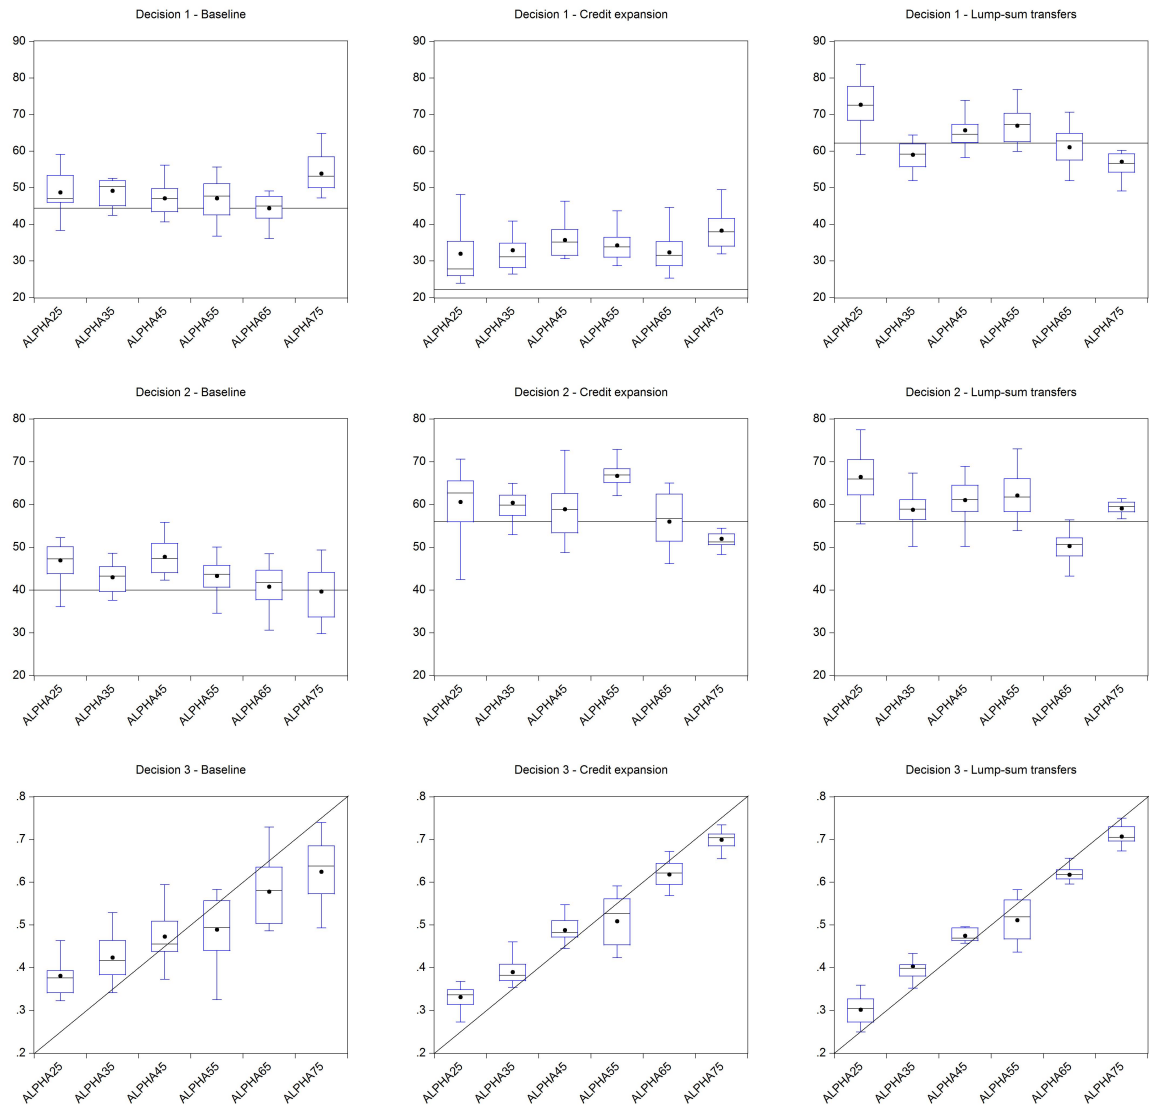 Decision 1 - Baseline
90
80
70
60
50
40
30
20
ALPHA25
ALPHA35
ALPHA45
ALPHA55
ALPHA65
ALPHA75
Decision 1 - Credit expansion
90
80
70
60
50
40
30
20
ALPHA25
ALPHA35
ALPHA45
ALPHA55
ALPHA65
ALPHA75
Decision 1 - Lump-sum transfers
90
80
70
60
50
40
30
20
ALPHA25
ALPHA35
ALPHA45
ALPHA55
ALPHA65
ALPHA75
Decision 2 - Baseline
80
70
60
50
40
30
20
ALPHA25
ALPHA35
ALPHA45
ALPHA55
ALPHA65
ALPHA75
Decision 2 - Credit expansion
80
70
60
50
40
30
20
ALPHA25
ALPHA35
ALPHA45
ALPHA55
ALPHA65
ALPHA75
Decision 2 - Lump-sum transfers
80
70
60
50
40
30
20
ALPHA25
ALPHA35
ALPHA45
ALPHA55
ALPHA65
ALPHA75
Decision 3 - Baseline
.8
.7
.6
.5
.4
.3
.2
ALPHA25
ALPHA35
ALPHA45
ALPHA55
ALPHA65
ALPHA75
Decision 3 - Credit expansion
.8
.7
.6
.5
.4
.3
.2
ALPHA25
ALPHA35
ALPHA45
ALPHA55
ALPHA65
ALPHA75
Decision 3 - Lump-sum transfers
.8
.7
.6
.5
.4
.3
.2
ALPHA25
ALPHA35
ALPHA45
ALPHA55
ALPHA65
ALPHA75